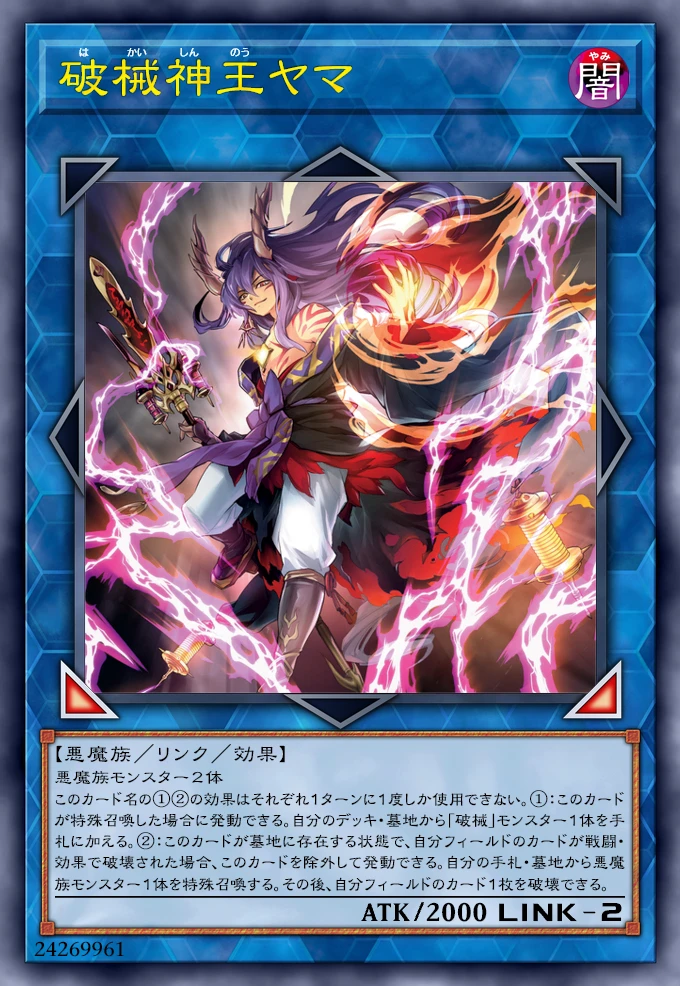 は かい しん のう
破械神王ヤマ
やみ
闇
【悪魔族/リンク/効果】
悪魔族モンスター2体
このカード名の①②の効果はそれぞれ1ターンに1度しか使用できない。①:このカード
が特殊召喚した場合に発動できる。自分のデッキ・墓地から「破械」モンスター1体を手
札に加える。②:このカードが墓地に存在する状態で、自分フィールドのカードが戦闘・
効果で破壊された場合、このカードを除外して発動できる。自分の手札・墓地から悪魔
族モンスター1体を特殊召喚する。その後、自分フィールドのカード1枚を破壊できる。
ATK/2000 LINK-2
24269961